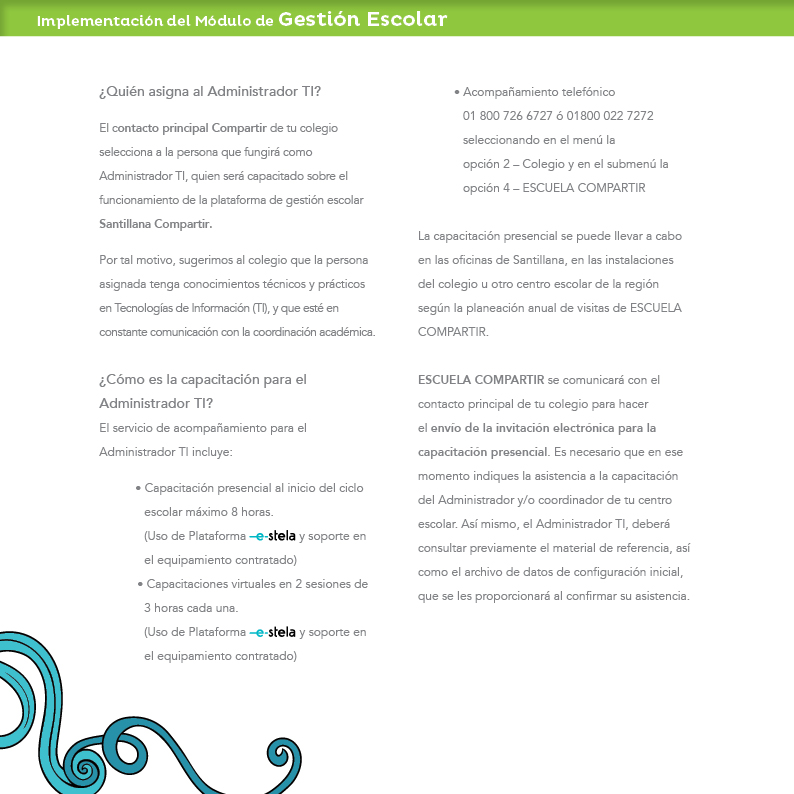 Implementación del Módulo de Gestión Escolar
¿Quién asigna al Administrador TI?
El contacto principal Compartir de tu colegio
selecciona a la persona que fungirá como
Administrador TI, quien será capacitado sobre el
funcionamiento de la plataforma de gestión escolar
Santillana Compartir.
Por tal motivo, sugerimos al colegio que la persona
asignada tenga conocimientos técnicos y prácticos
en Tecnologías de Información (TI), y que esté en
constante comunicación con la coordinación académica.
¿Cómo es la capacitación para el
Administrador TI?
El servicio de acompañamiento para el
Administrador TI incluye:
• Capacitación presencial al inicio del ciclo
escolar máximo 8 horas.
(Uso de Plataforma e-stela y soporte en
el equipamiento contratado)
• Capacitaciones virtuales en 2 sesiones de
3 horas cada una.
(Uso de Plataforma e-stela y soporte en
el equipamiento contratado)
• Acompañamiento telefónico
01 800 726 6727 ó 01800 022 7272
seleccionando en el menú la
opción 2 – Colegio y en el submenú la
opción 4 – ESCUELA COMPARTIR
La capacitación presencial se puede llevar a cabo
en las oficinas de Santillana, en las instalaciones
del colegio u otro centro escolar de la región
según la planeación anual de visitas de ESCUELA
COMPARTIR.
ESCUELA COMPARTIR se comunicará con el
contacto principal de tu colegio para hacer
el envío de la invitación electrónica para la
capacitación presencial. Es necesario que en ese
momento indiques la asistencia a la capacitación
del Administrador y/o coordinador de tu centro
escolar. Así mismo, el Administrador TI, deberá
consultar previamente el material de referencia, así
como el archivo de datos de configuración inicial,
que se les proporcionará al confirmar su asistencia.